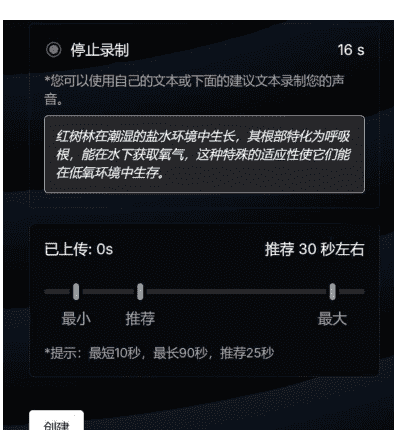 停止录制 16 s
*您可以使用自己的文本或下面的建议文本录制您的声
音。
红树林在潮湿的盐水环境中生长，其根部特化为呼吸
根，能在水下获取氧气，这种特殊的适应性使它们能
在低氧环境中生存。
已上传: 0s 推荐 30 秒左右
最小 推荐 最大
*提示：最短10秒，最长90秒，推荐25秒
创建